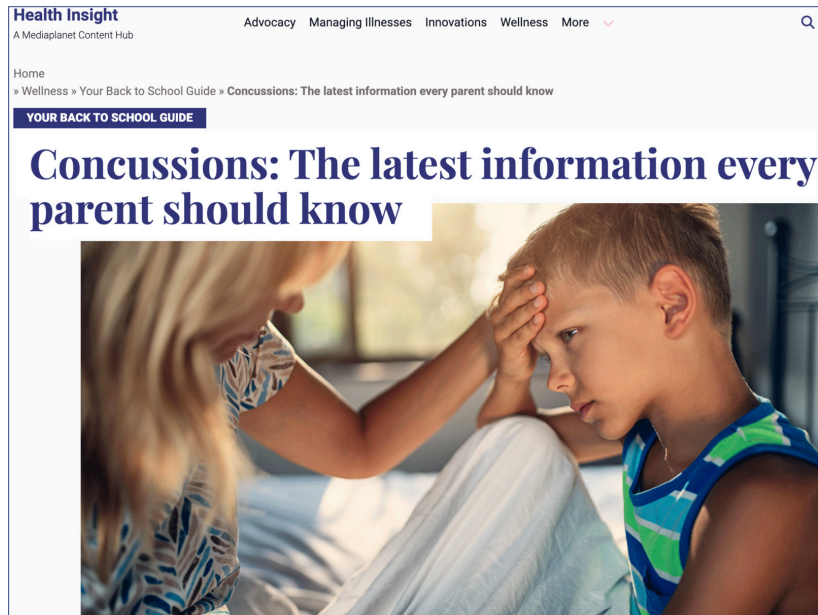 Health Insight
A Mediaplanet Content Hub
Advocacy Managing Illnesses Innovations Wellness More
Home
» Wellness » Your Back to School Guide » Concussions: The latest information every parent should know
YOUR BACK TO SCHOOL GUIDE
Concussions: The latest information every
parent should know